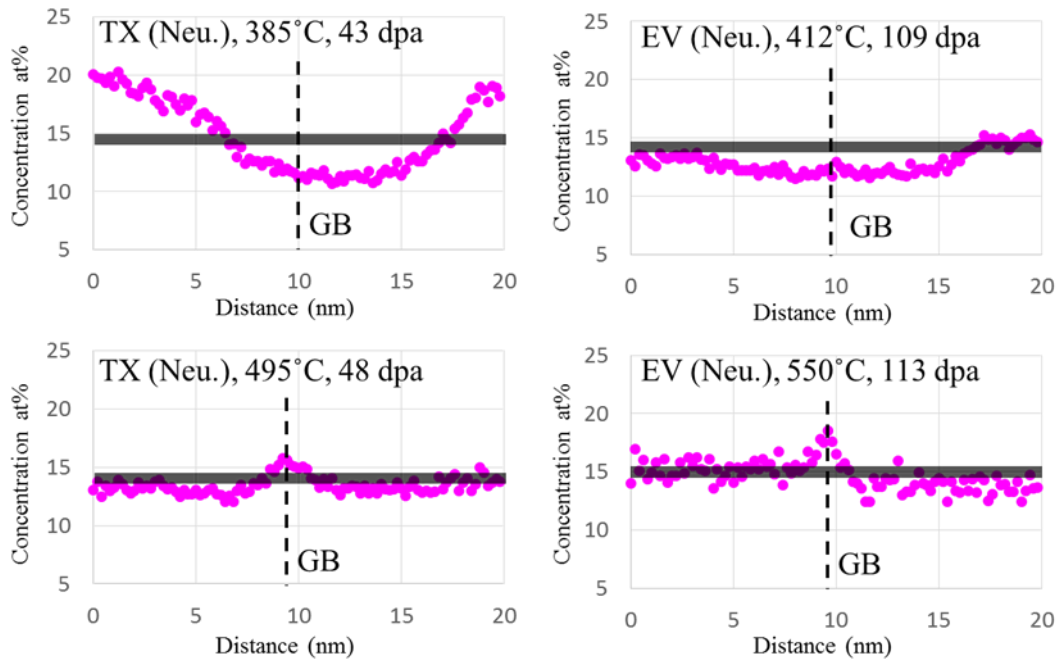 TX (Neu.), 385˚C, 43 dpa
25
20
15
10
5
Concentration at%
GB
0 5 10 15 20
Distance (nm)
EV (Neu.), 412˚C, 109 dpa
25
20
15
10
5
Concentration at%
GB
0 5 10 15 20
Distance (nm)
TX (Neu.), 495˚C, 48 dpa
25
20
15
10
5
Concentration at%
GB
0 5 10 15 20
Distance (nm)
EV (Neu.), 550˚C, 113 dpa
25
20
15
10
5
Concentration at%
GB
0 5 10 15 20
Distance (nm)